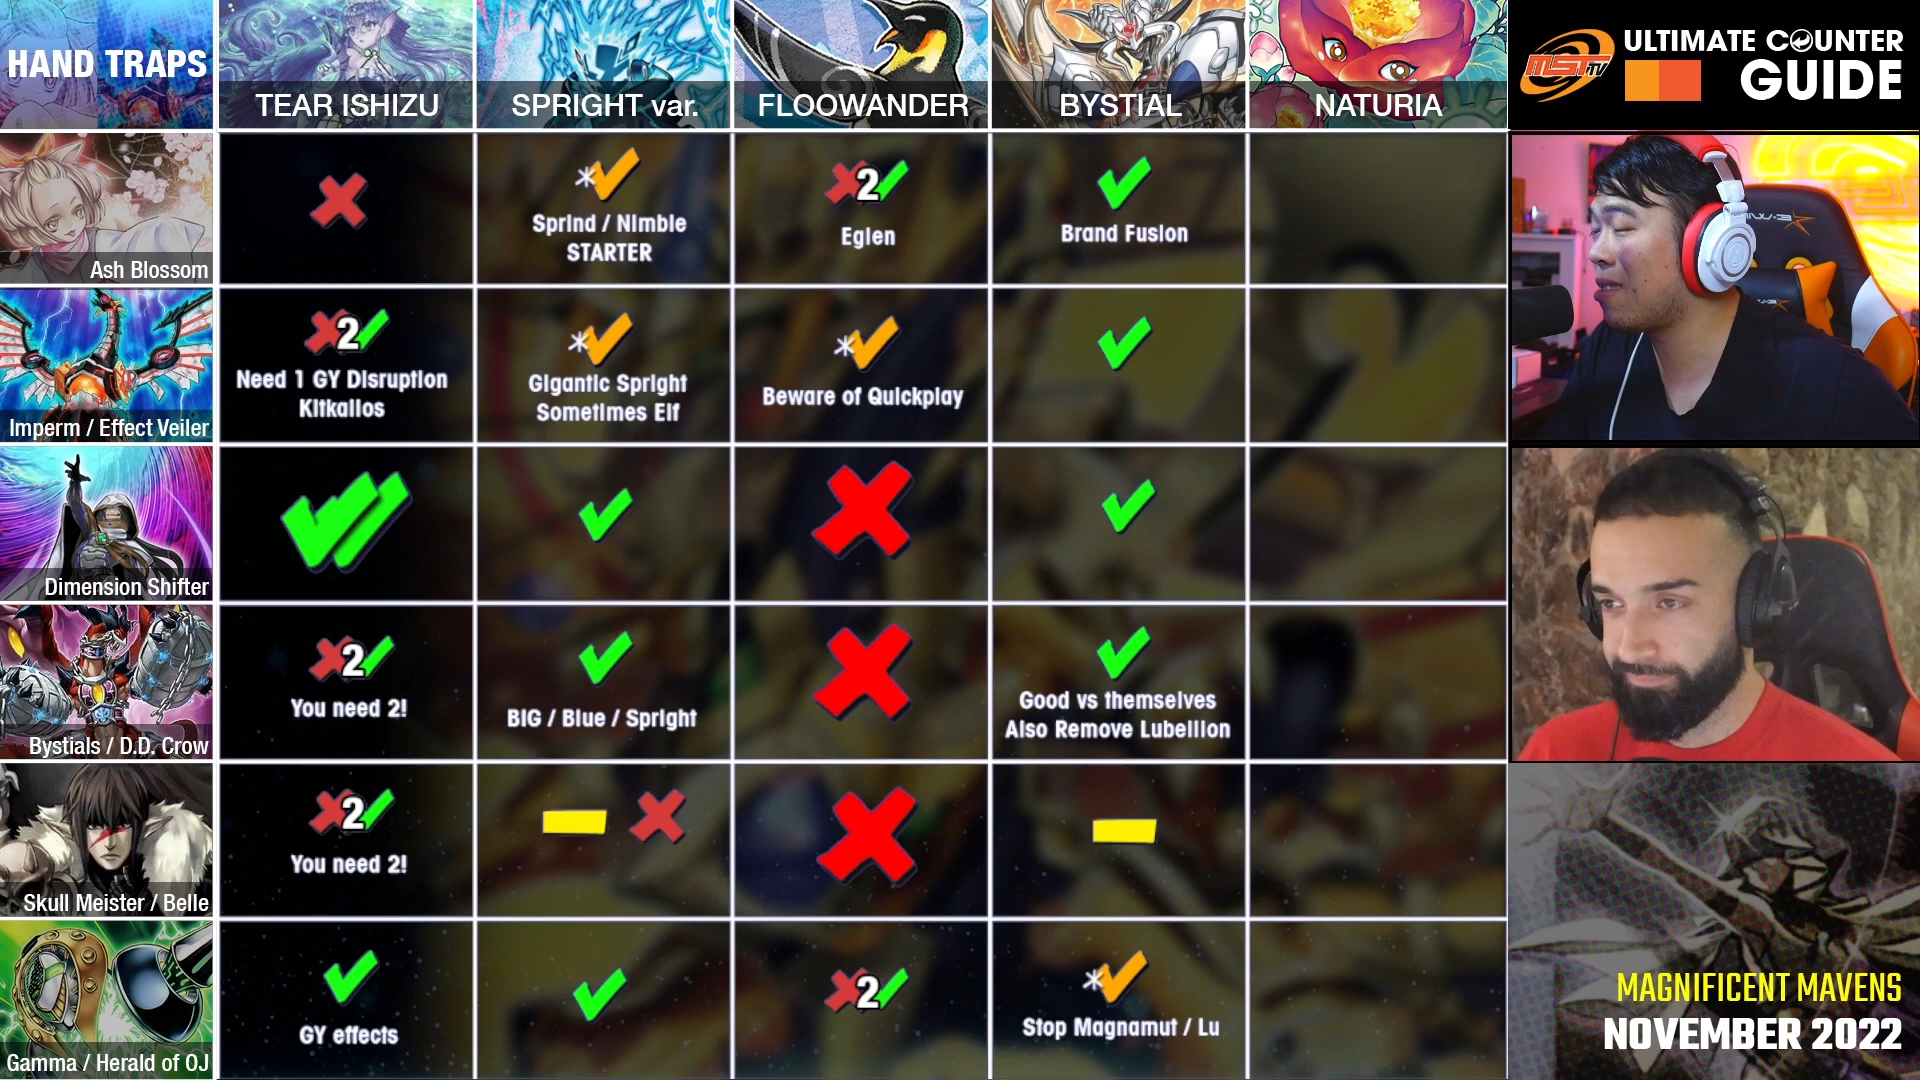 HAND TRAPS
TEAR ISHIZU
SPRIGHT var.
FLOOWANDER
BYSTIAL
NATURIA
MSTTV
ULTIMATE COUNTER
GUIDE
Ash Blossom
*
Sprind / Nimble
STARTER
2
Eglen
Brand Fusion
Imperm / Effect Veiler
2
Need 1 GY Disruption
Kitkallos
*
Gigantic Spright
Sometimes Elf
*
Beware of Quickplay
Dimension Shifter
Bystials / D.D. Crow
2
You need 2!
BIG / Blue / Spright
Good vs themselves
Also Remove Lubellion
Skull Meister / Belle
2
You need 2!
Gamma / Herald of OJ
GY effects
2
*
Stop Magnamut / Lu
MAGNIFICENT MAVENS
NOVEMBER 2022